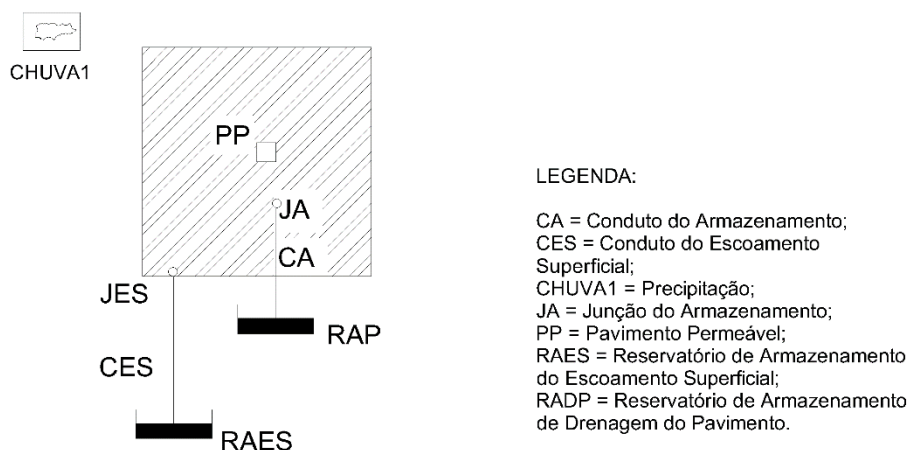 CHUVA1
PP
JA
CA
JES
RAP
CES
RAES
LEGENDA:
CA = Conduto do Armazenamento;
CES = Conduto do Escoamento
Superficial;
CHUVA1 = Precipitação;
JA = Junção do Armazenamento;
PP = Pavimento Permeável;
RAES = Reservatório de Armazenamento
do Escoamento Superficial;
RADP = Reservatório de Armazenamento
de Drenagem do Pavimento.